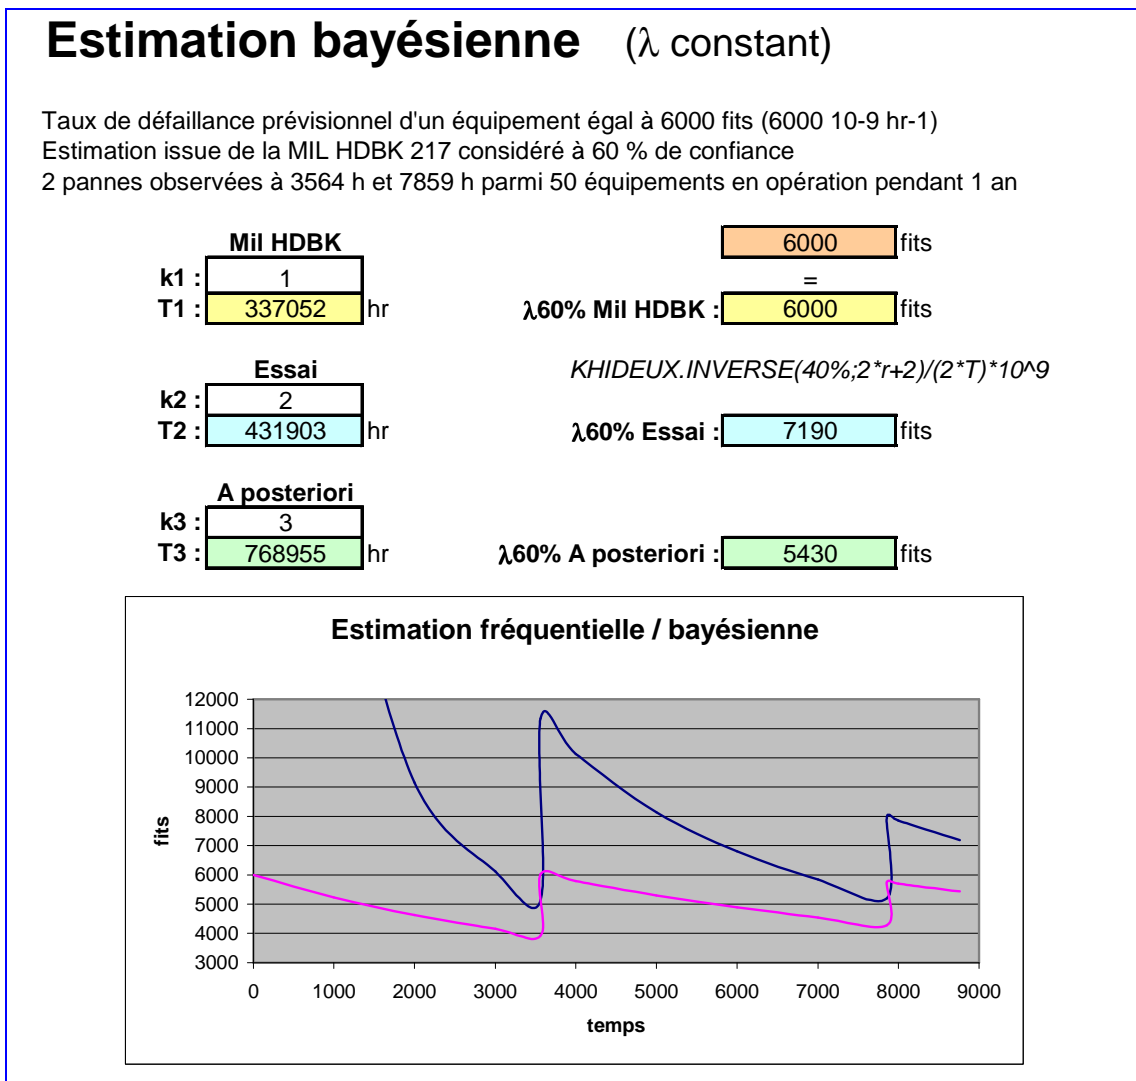 Estimation bayésienne (λ constant)
Taux de défaillance prévisionnel d'un équipement égal à 6000 fits (6000 10-9 hr-1)
Estimation issue de la MIL HDBK 217 considéré à 60 % de confiance
2 pannes observées à 3564 h et 7859 h parmi 50 équipements en opération pendant 1 an
Mil HDBK 6000 fits
k1 : 1 =
T1 : 337052 hr λ60% Mil HDBK : 6000 fits
Essai KHIDEUX.INVERSE(40%;2*r+2)/(2*T)*10^9
k2 : 2
T2 : 431903 hr λ60% Essai : 7190 fits
A posteriori
k3 : 3
T3 : 768955 hr λ60% A posteriori : 5430 fits
Estimation fréquentielle / bayésienne
12000
11000
10000
9000
8000
7000
6000
5000
4000
3000
fits
0 1000 2000 3000 4000 5000 6000 7000 8000 9000
temps